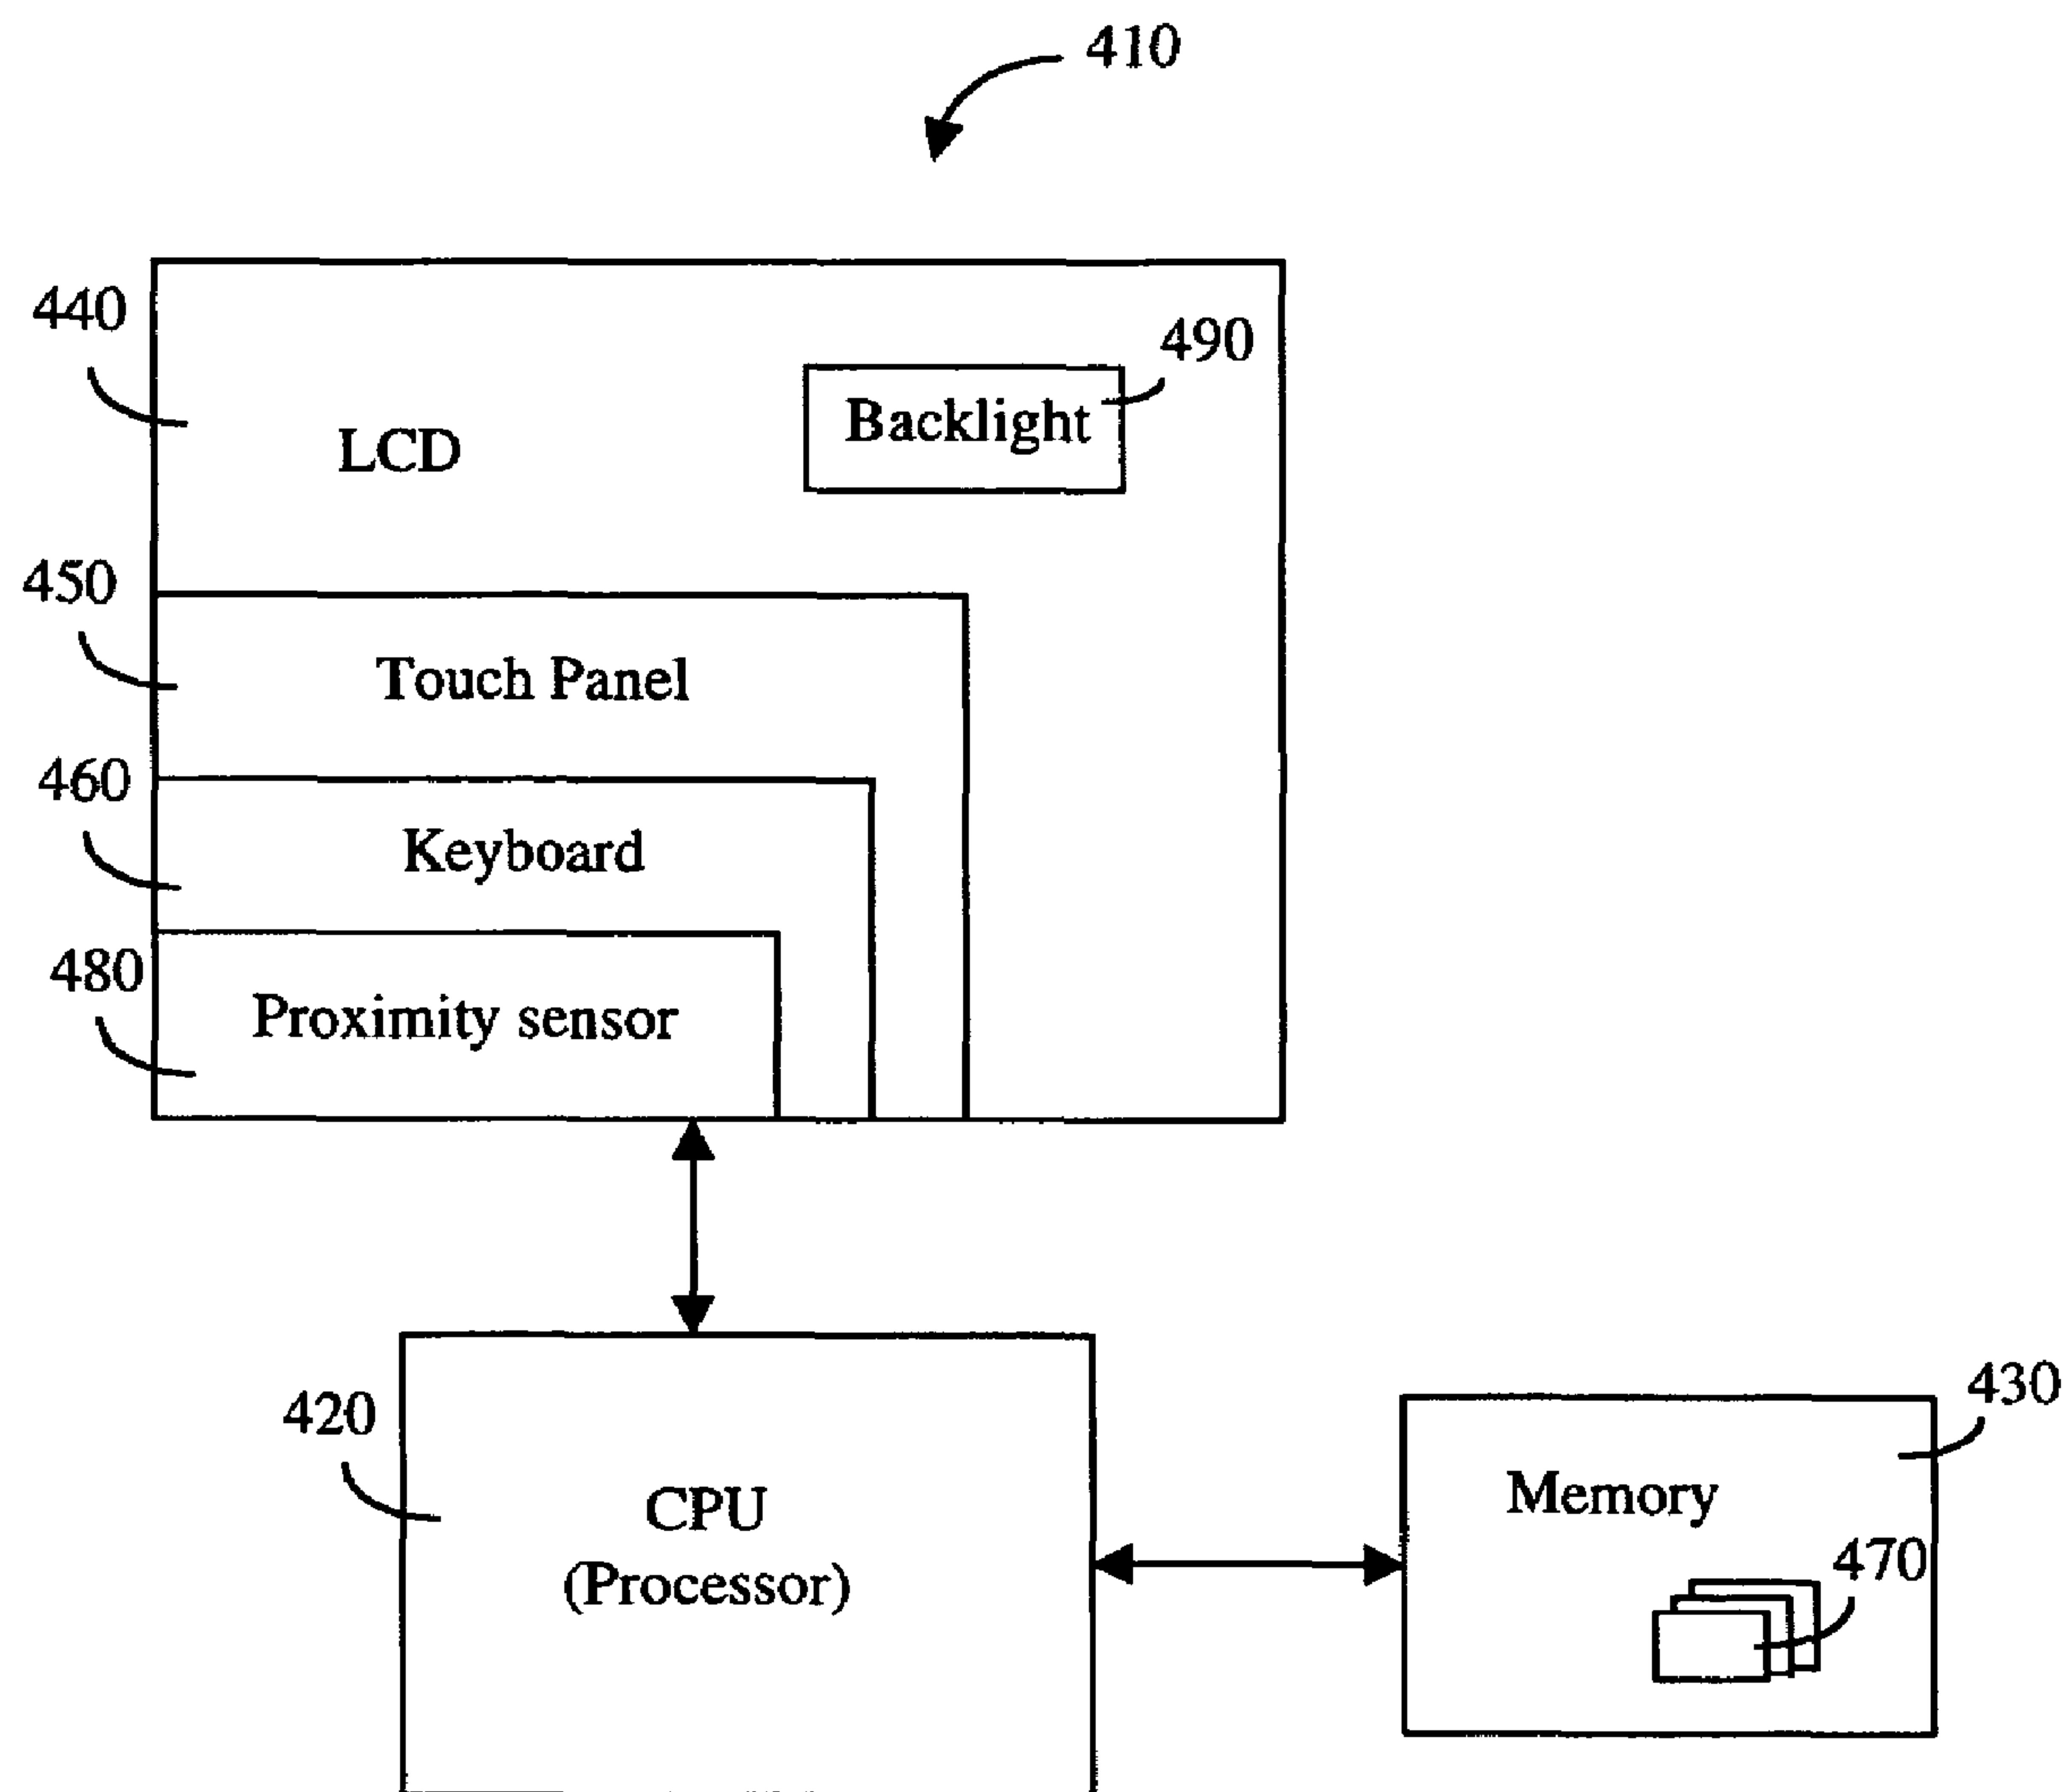 410
440
490
Backlight
LCD
450
Touch Panel
460
Keyboard
480
Proximity sensor
420
430
CPU
(Processor)
Memory
470